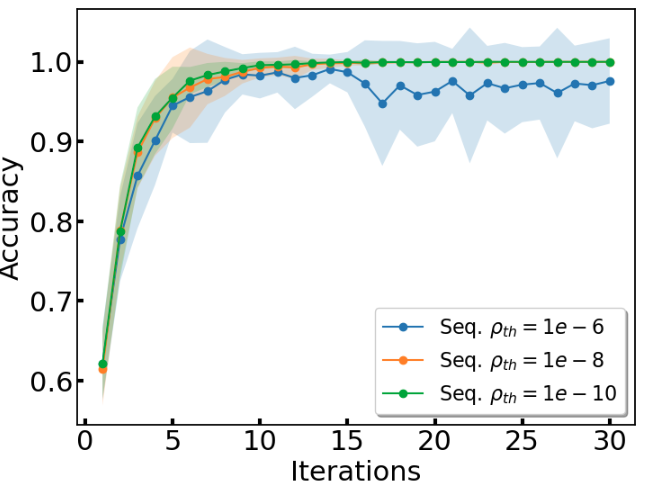 1.0
0.9
0.8
0.7
0.6
Accuracy
0
5
10
15
20
25
30
Iterations
Seq. ρ_th = 1e − 6
Seq. ρ_th = 1e − 8
Seq. ρ_th = 1e − 10